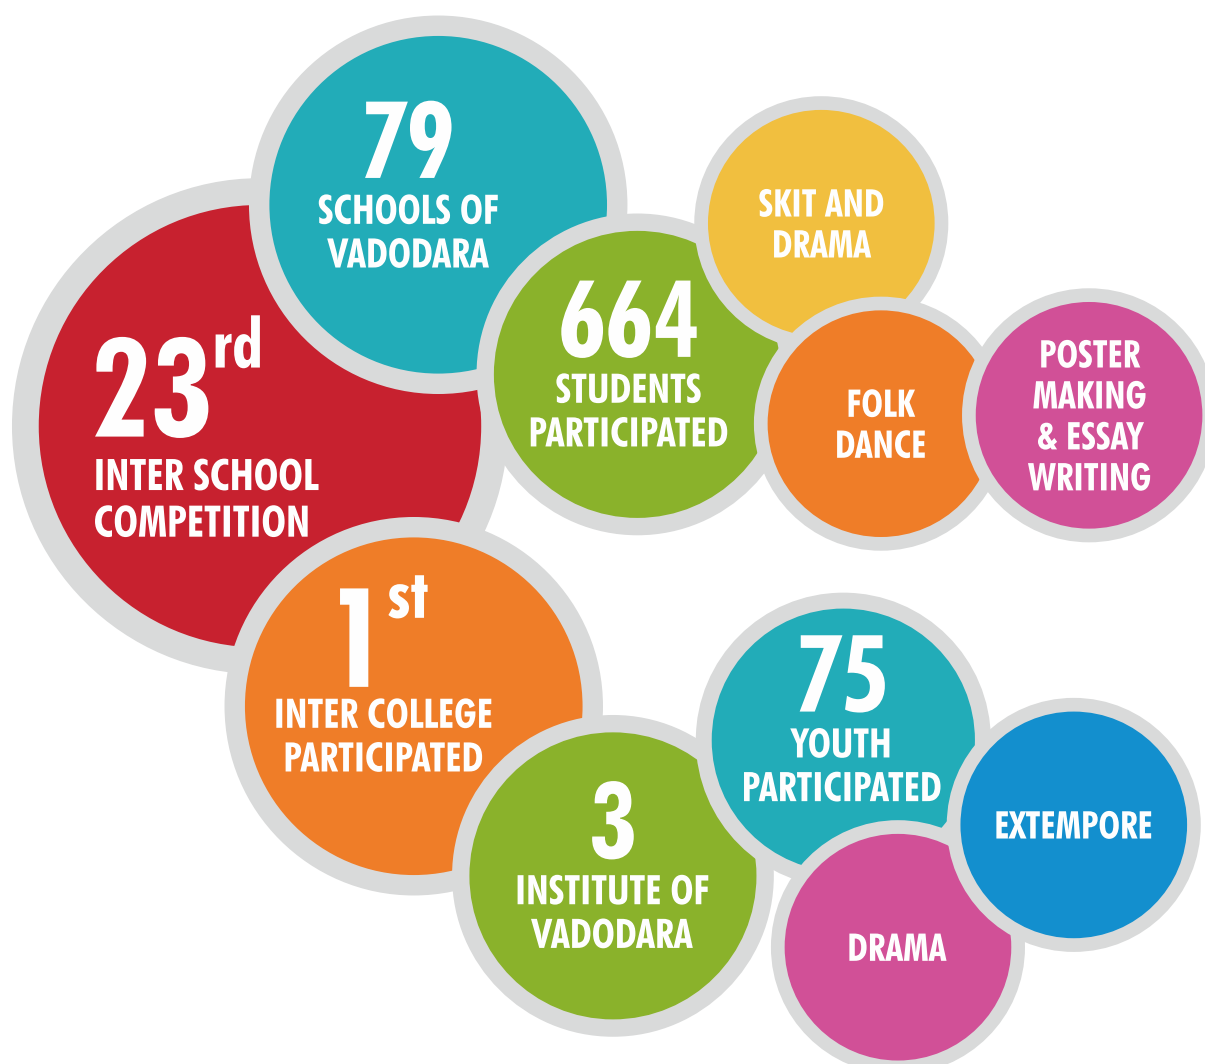 79
SCHOOLS OF
VADODARA
23rd
INTER SCHOOL
COMPETITION
664
STUDENTS
PARTICIPATED
SKIT AND
DRAMA
FOLK
DANCE
POSTER
MAKING
& ESSAY
WRITING
1st
INTER COLLEGE
PARTICIPATED
3
INSTITUTE OF
VADODARA
75
YOUTH
PARTICIPATED
EXTEMPORE
DRAMA